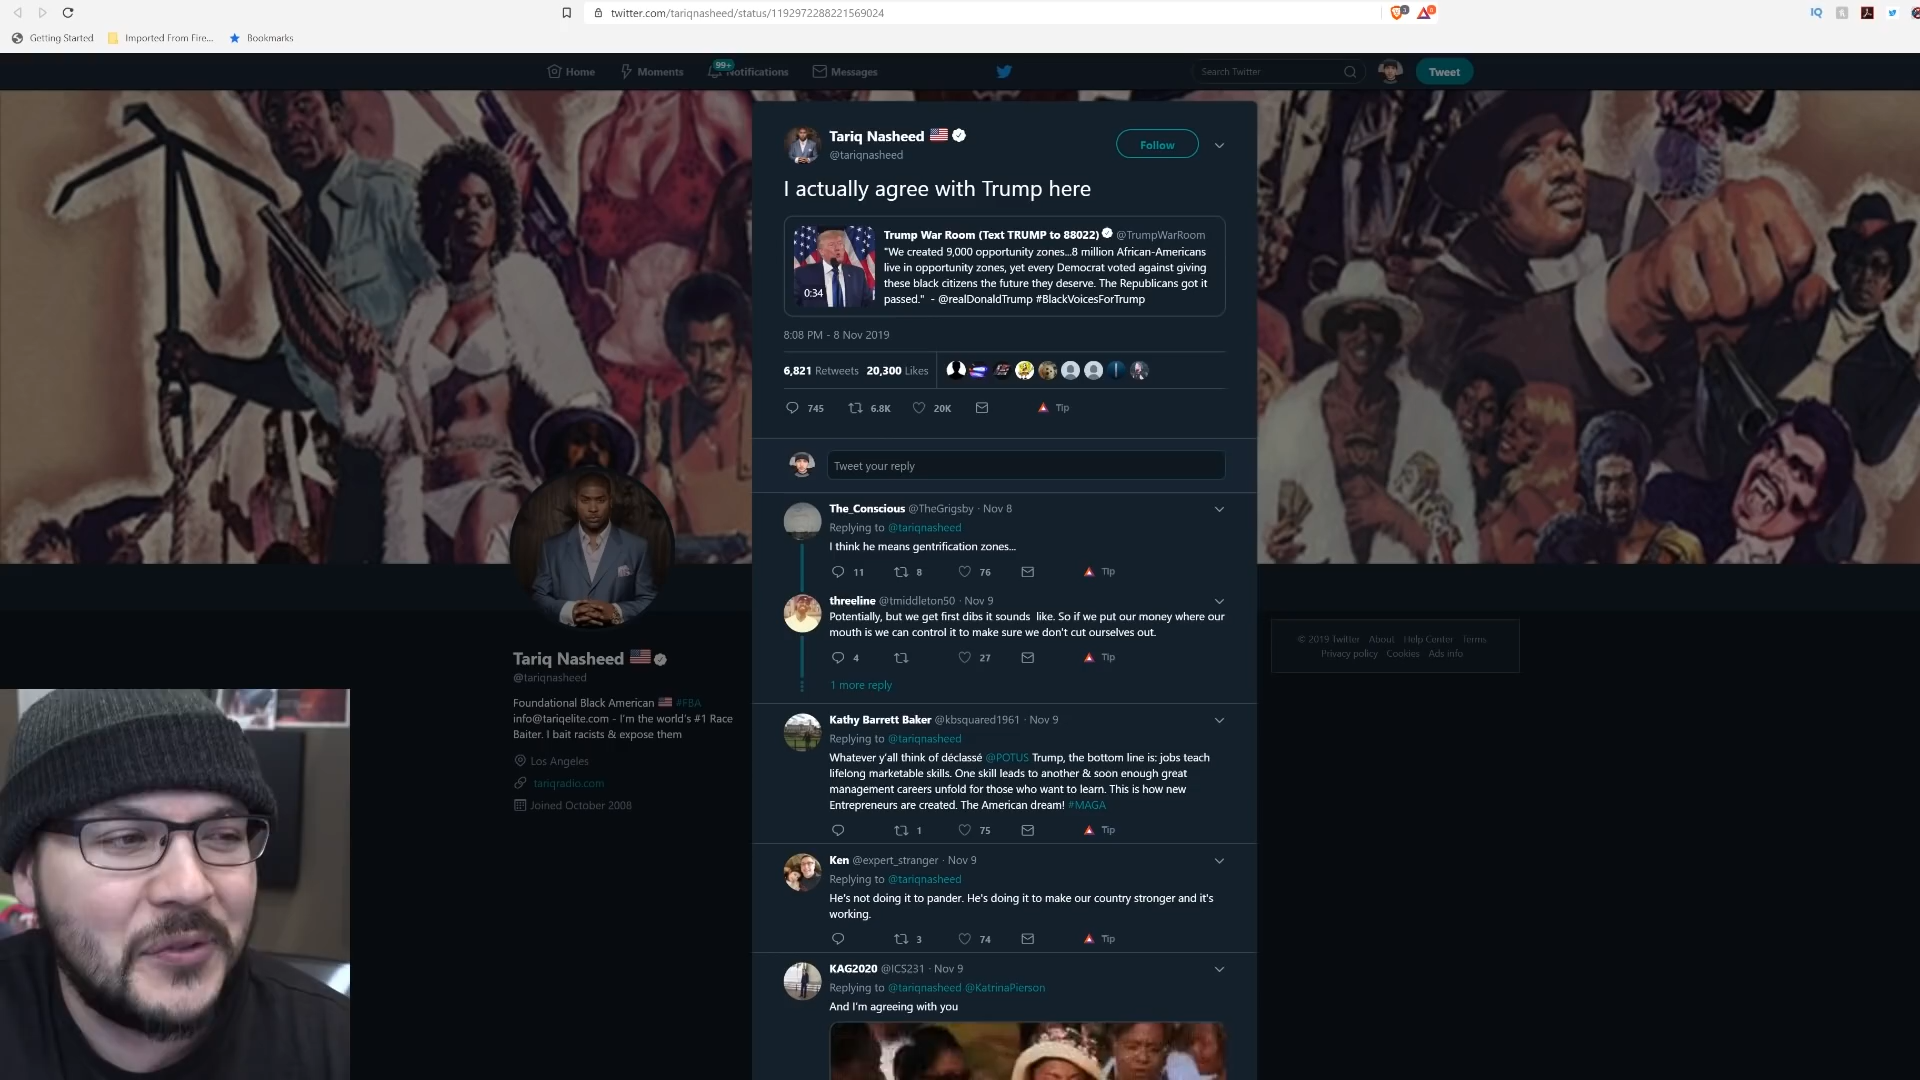 twitter.com/tariqnasheed/status/1192972288221569024
IQ
Getting Started
Imported From Fire...
Bookmarks
Home
Moments
99+
Notifications
Messages
Search Twitter
Tweet
Tariq Nasheed
@tariqnasheed
Follow
I actually agree with Trump here
Trump War Room (Text TRUMP to 88022) @TrumpWarRoom
"We created 9,000 opportunity zones...8 million African-Americans
live in opportunity zones, yet every Democrat voted against giving
these black citizens the future they deserve. The Republicans got it
passed." - @realDonaldTrump #BlackVoicesForTrump
0:34
8:08 PM - 8 Nov 2019
6,821 Retweets 20,300 Likes
745 6.8K 20K Tip
Tweet your reply
The_Conscious @TheGrigsby · Nov 8
Replying to @tariqnasheed
I think he means gentrification zones...
11 8 76 Tip
threeline @tmiddleton50 · Nov 9
Potentially, but we get first dibs it sounds like. So if we put our money where our
mouth is we can control it to make sure we don't cut ourselves out.
4 27 Tip
1 more reply
Kathy Barrett Baker @kbsquared1961 · Nov 9
Replying to @tariqnasheed
Whatever y'all think of déclassé @POTUS Trump, the bottom line is: jobs teach
lifelong marketable skills. One skill leads to another & soon enough great
management careers unfold for those who want to learn. This is how new
Entrepreneurs are created. The American dream! #MAGA
1 75 Tip
Ken @expert_stranger · Nov 9
Replying to @tariqnasheed
He's not doing it to pander. He's doing it to make our country stronger and it's
working.
3 74 Tip
KAG2020 @ICS231 · Nov 9
Replying to @tariqnasheed @KatrinaPierson
And I'm agreeing with you
Tariq Nasheed
@tariqnasheed
Foundational Black American #FBA
info@tariqelite.com - I'm the world's #1 Race
Baiter. I bait racists & expose them
Los Angeles
tariqradio.com
Joined October 2008
© 2019 Twitter About Help Center Terms
Privacy policy Cookies Ads info